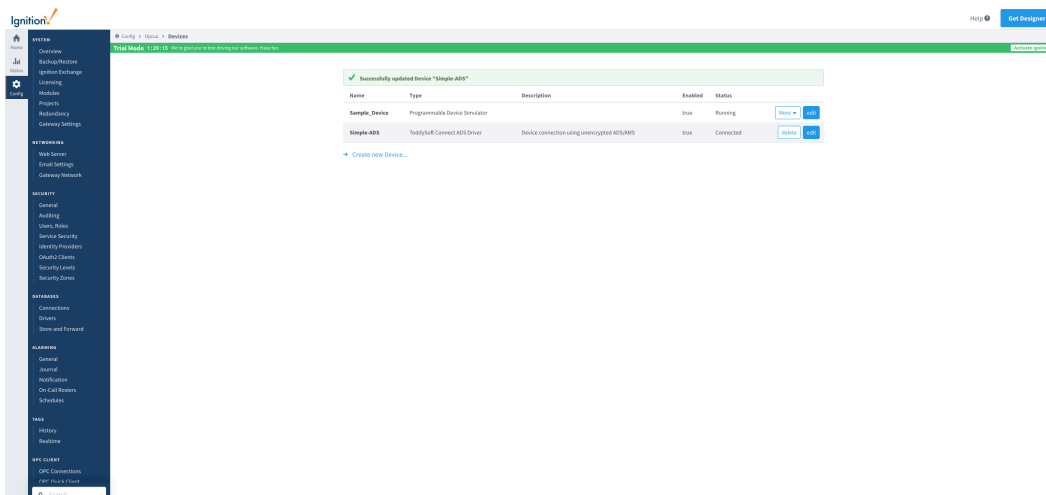 Ignition!
Help
Get Designer
Home
Status
Config
Config > Opcua > Devices
Trial Mode 1:29:15 We're glad you're test driving our software. Have fun.
Activate Ignitio
SYSTEM
Overview
Backup/Restore
Ignition Exchange
Licensing
Modules
Projects
Redundancy
Gateway Settings
NETWORKING
Web Server
Email Settings
Gateway Network
SECURITY
General
Auditing
Users, Roles
Service Security
Identity Providers
OAuth2 Clients
Security Levels
Security Zones
DATABASES
Connections
Drivers
Store and Forward
ALARMING
General
Journal
Notification
On-Call Rosters
Schedules
TAGS
History
Realtime
OPC CLIENT
OPC Connections
OPC Quick Client
Search
Successfully updated Device "Simple-ADS"
Name Type Description Enabled Status
Sample_Device Programmable Device Simulator true Running More edit
Simple-ADS ToddySoft Connect ADS Driver Device connection using unencrypted ADS/AMS true Connected delete edit
Create new Device...